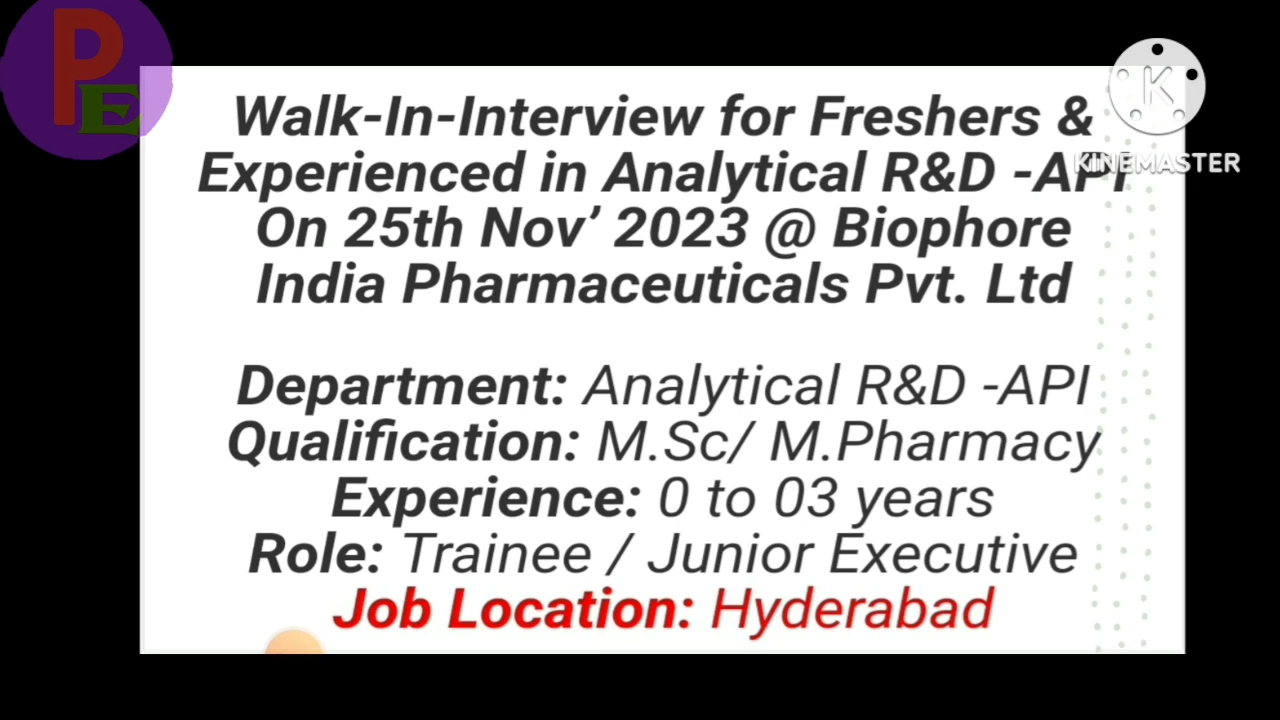 PE
KINEMASTER
Walk-In-Interview for Freshers &
Experienced in Analytical R&D -API
On 25th Nov’ 2023 @ Biophore
India Pharmaceuticals Pvt. Ltd
Department: Analytical R&D -API
Qualification: M.Sc/ M.Pharmacy
Experience: 0 to 03 years
Role: Trainee / Junior Executive
Job Location: Hyderabad